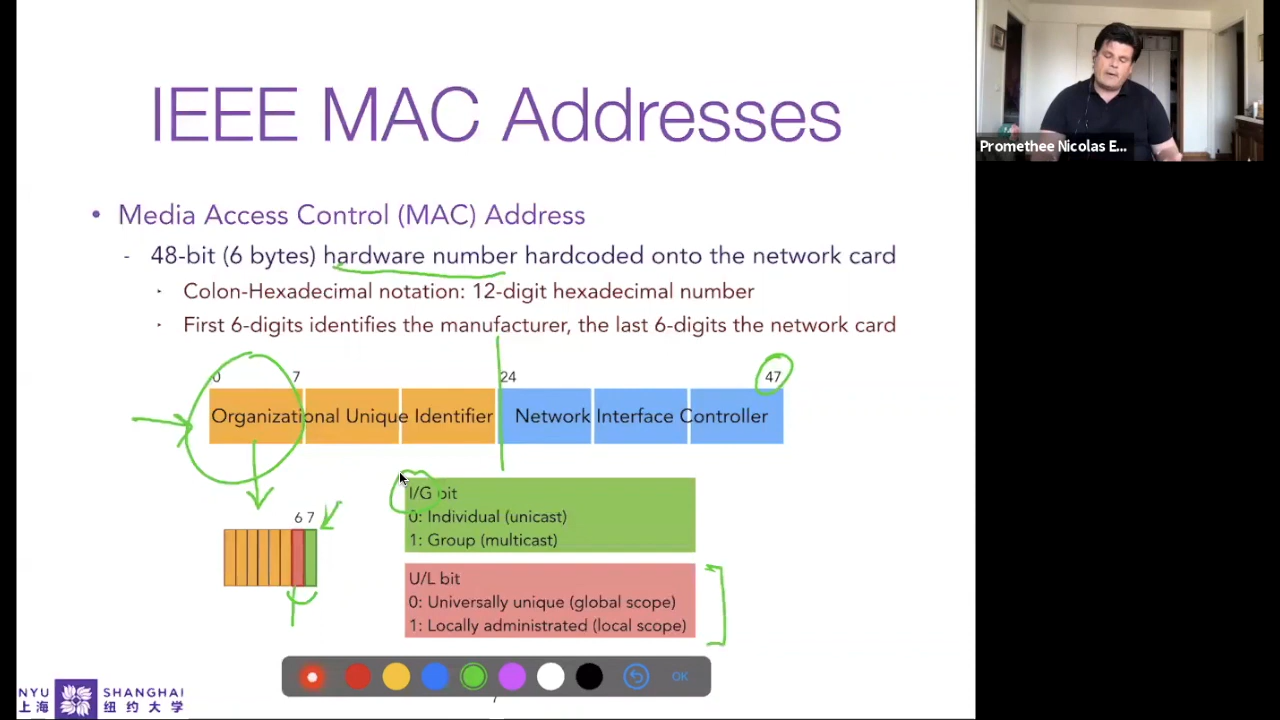 IEEE MAC Addresses
Promethee Nicolas E...
• Media Access Control (MAC) Address
- 48-bit (6 bytes) hardware number hardcoded onto the network card
‣ Colon-Hexadecimal notation: 12-digit hexadecimal number
‣ First 6-digits identifies the manufacturer, the last 6-digits the network card
0 7 24 47
Organizational Unique Identifier Network Interface Controller
6 7
I/G bit
0: Individual (unicast)
1: Group (multicast)
U/L bit
0: Universally unique (global scope)
1: Locally administrated (local scope)
OK
NYU SHANGHAI
上海 纽约大学